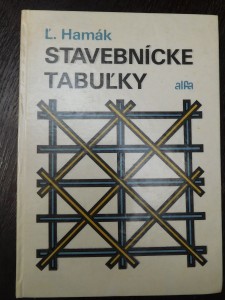 Ľ. Hamák
STAVEBNÍCKE
TABUĽKY
alfa